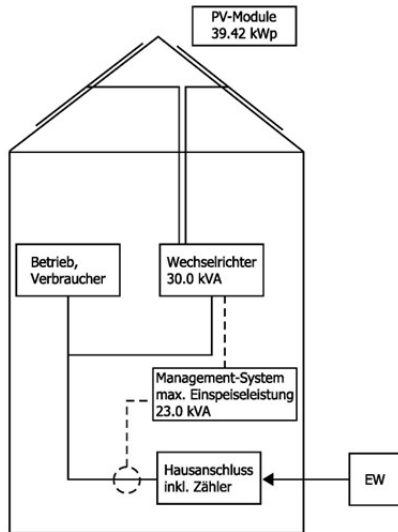 PV-Module
39.42 kWp
Betrieb,
Verbraucher
Wechselrichter
30.0 kVA
Management-System
max. Einspeiseleistung
23.0 kVA
Hausanschluss
inkl. Zähler
EW